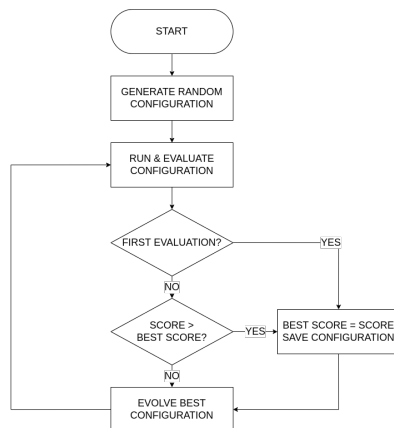 START
GENERATE RANDOM
CONFIGURATION
RUN & EVALUATE
CONFIGURATION
FIRST EVALUATION?
YES
NO
SCORE >
BEST SCORE?
YES
BEST SCORE = SCORE
SAVE CONFIGURATION
NO
EVOLVE BEST
CONFIGURATION